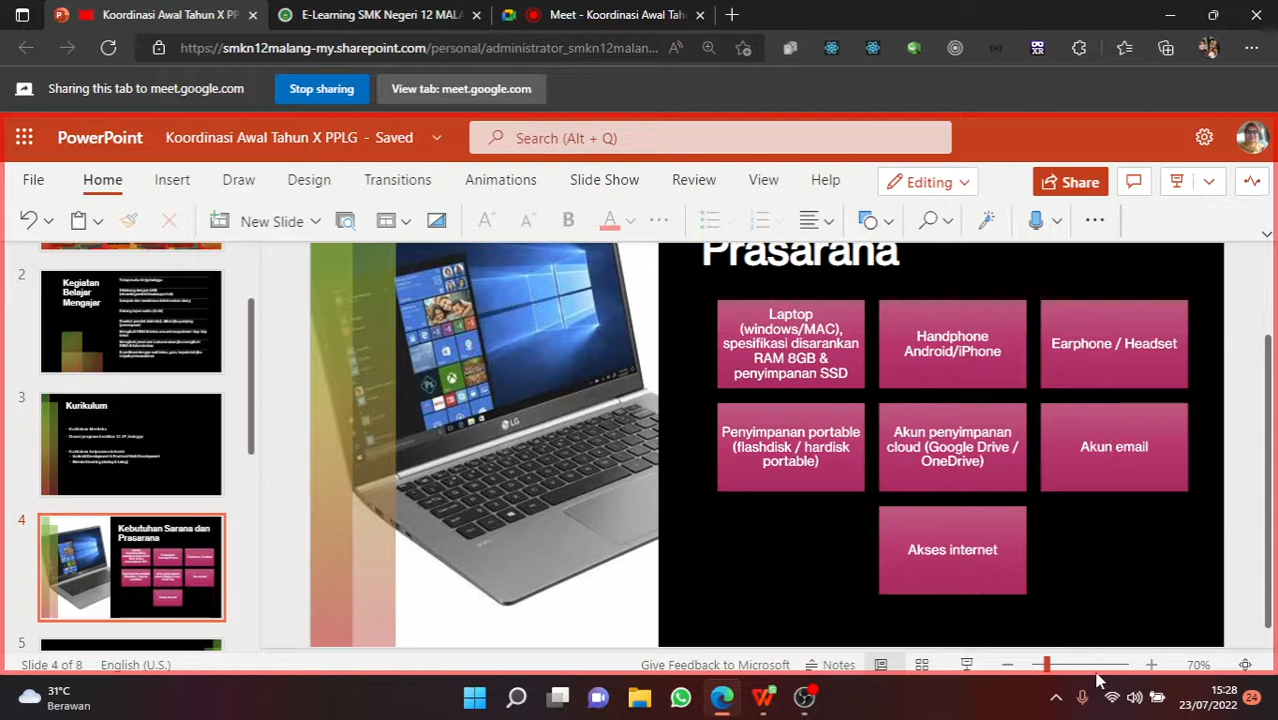 Koordinasi Awal Tahun X PP
E-Learning SMK Negeri 12 MALA
Meet - Koordinasi Awal Tahu
https://smkn12malang-my.sharepoint.com/personal/administrator_smkn12malan...
Sharing this tab to meet.google.com
Stop sharing
View tab: meet.google.com
PowerPoint
Koordinasi Awal Tahun X PPLG - Saved
Search (Alt + Q)
File Home Insert Draw Design Transitions Animations Slide Show Review View Help
Editing
Share
New Slide
2
Kegiatan
Belajar
Mengajar
3
Kurikulum
4
Kebutuhan Sarana dan
Prasarana
5
Prasarana
Laptop
(windows/MAC),
spesifikasi disarankan
RAM 8GB &
penyimpanan SSD
Handphone
Android/iPhone
Earphone / Headset
Penyimpanan portable
(flashdisk / hardisk
portable)
Akun penyimpanan
cloud (Google Drive /
OneDrive)
Akun email
Akses internet
LG
Slide 4 of 8
English (U.S.)
Give Feedback to Microsoft
Notes
70%
31°C
Berawan
15:28
23/07/2022
24